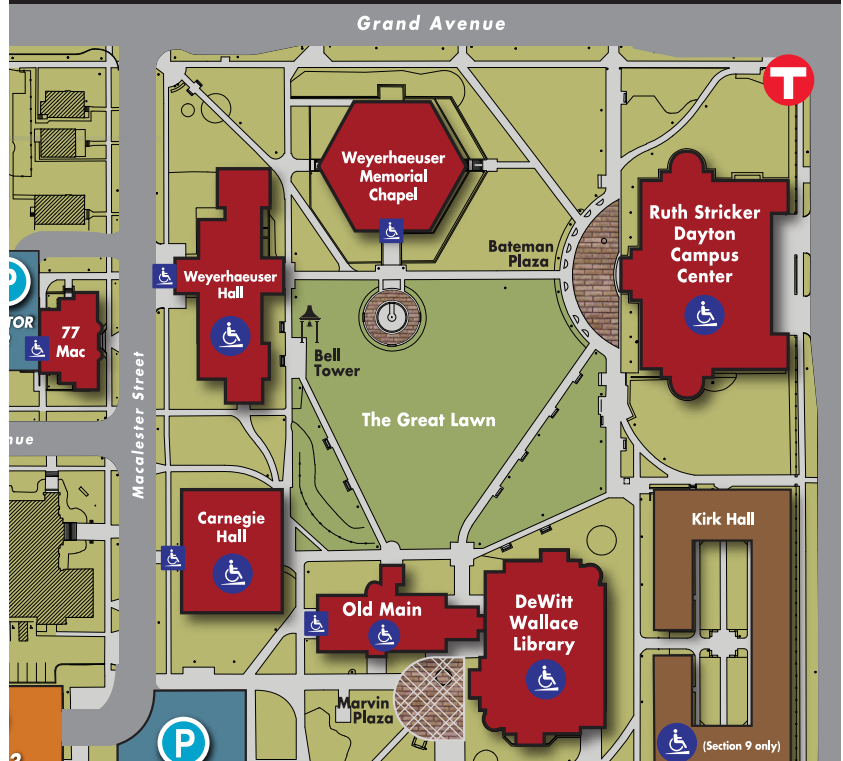 Grand Avenue
T
Weyerhaeuser
Memorial
Chapel
Ruth Stricker
Dayton
Campus
Center
Bateman
Plaza
Weyerhaeuser
Hall
P
TOR
77
Mac
Bell
Tower
Macalester Street
The Great Lawn
nue
Carnegie
Hall
Kirk Hall
Old Main
DeWitt
Wallace
Library
Marvin
Plaza
P
(Section 9 only)